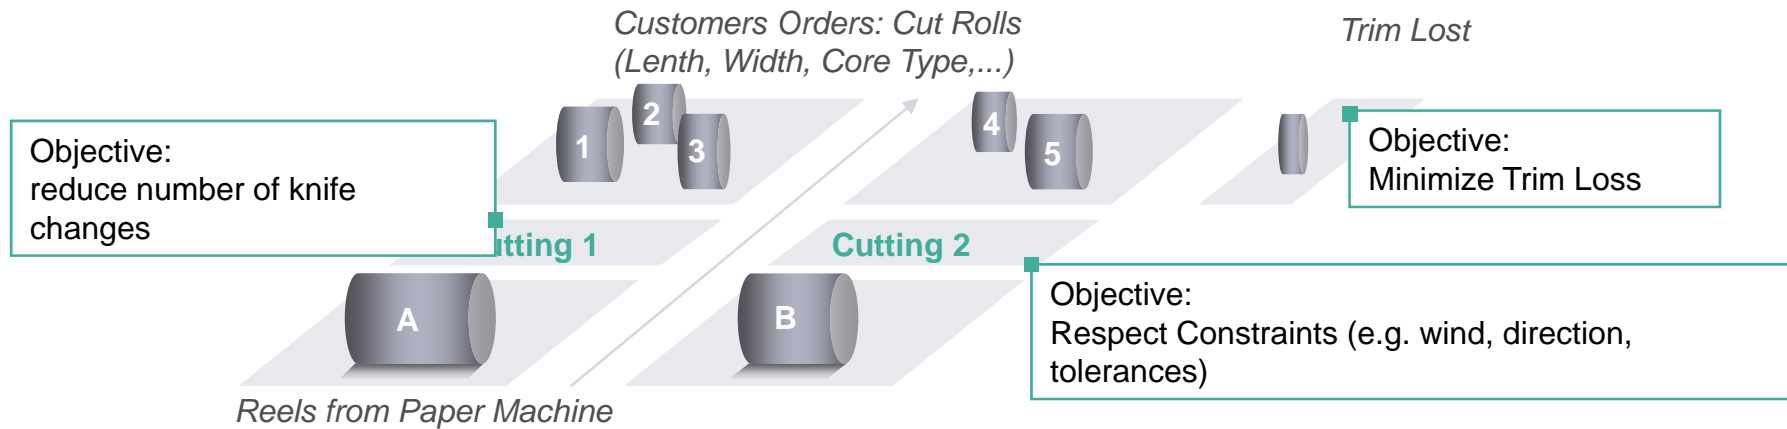 Customers Orders: Cut Rolls
(Lenth, Width, Core Type,...)
Trim Lost
Objective:
reduce number of knife
changes
1
2
3
4
5
Objective:
Minimize Trim Loss
utting 1
Cutting 2
A
B
Objective:
Respect Constraints (e.g. wind, direction,
tolerances)
Reels from Paper Machine